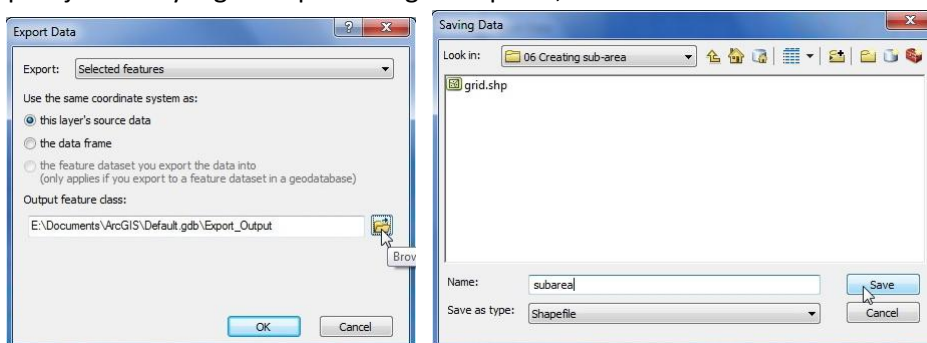 Export Data
Export: Selected features
Use the same coordinate system as:
this layer's source data
the data frame
the feature dataset you export the data into
(only applies if you export to a feature dataset in a geodatabase)
Output feature class:
E:\Documents\ArcGIS\Default.gdb\Export_Output
OK Cancel
Saving Data
Look in: 06 Creating sub-area
grid.shp
Name: subarea
Save
Save as type: Shapefile
Cancel